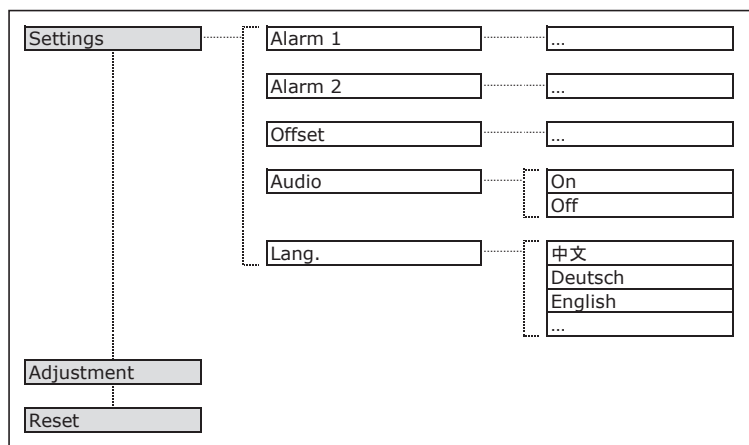 Settings
Alarm 1
…
Alarm 2
…
Offset
…
Audio
On
Off
Lang.
中文
Deutsch
English
…
Adjustment
Reset